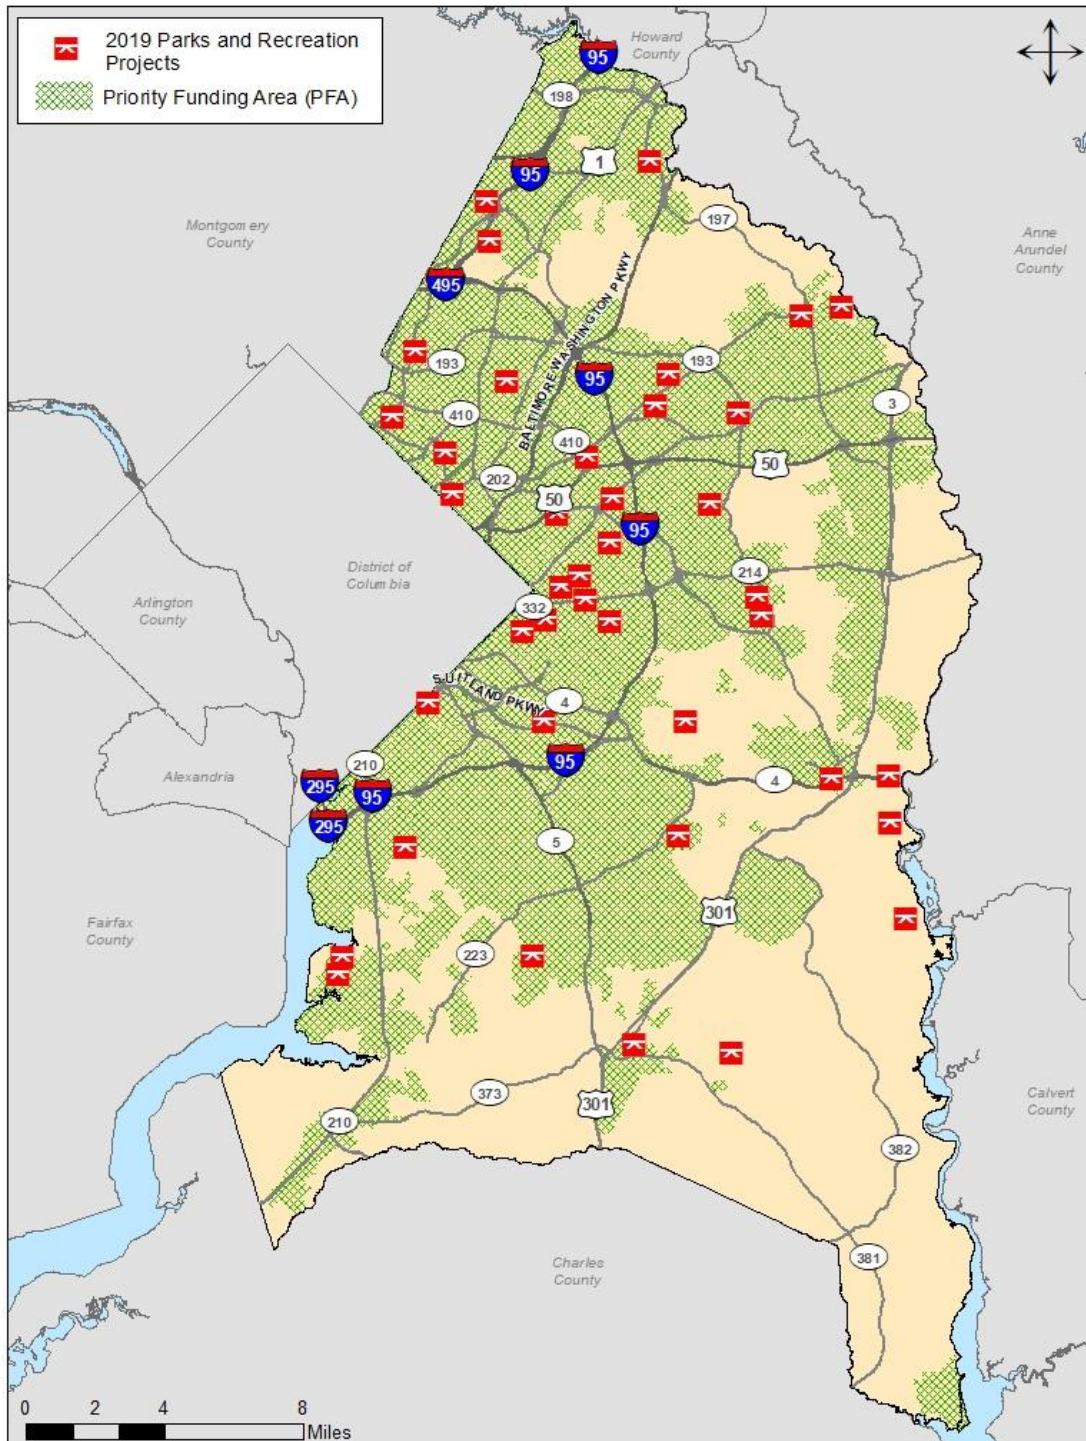 2019 Parks and Recreation
Projects
Priority Funding Area (PFA)
Howard
County
95
198
1
95
197
Montgomery
County
Anne
Arundel
County
495
BALTIMORE WASHINGTON PKWY
193
193
95
3
410
410
202
50
50
95
District of
Columbia
214
Arlington
County
332
SUITLAND PKWY
4
210
95
Alexandria
295
95
4
295
5
301
Fairfax
County
223
373
301
210
Calvert
County
382
381
Charles
County
0 2 4 8
Miles